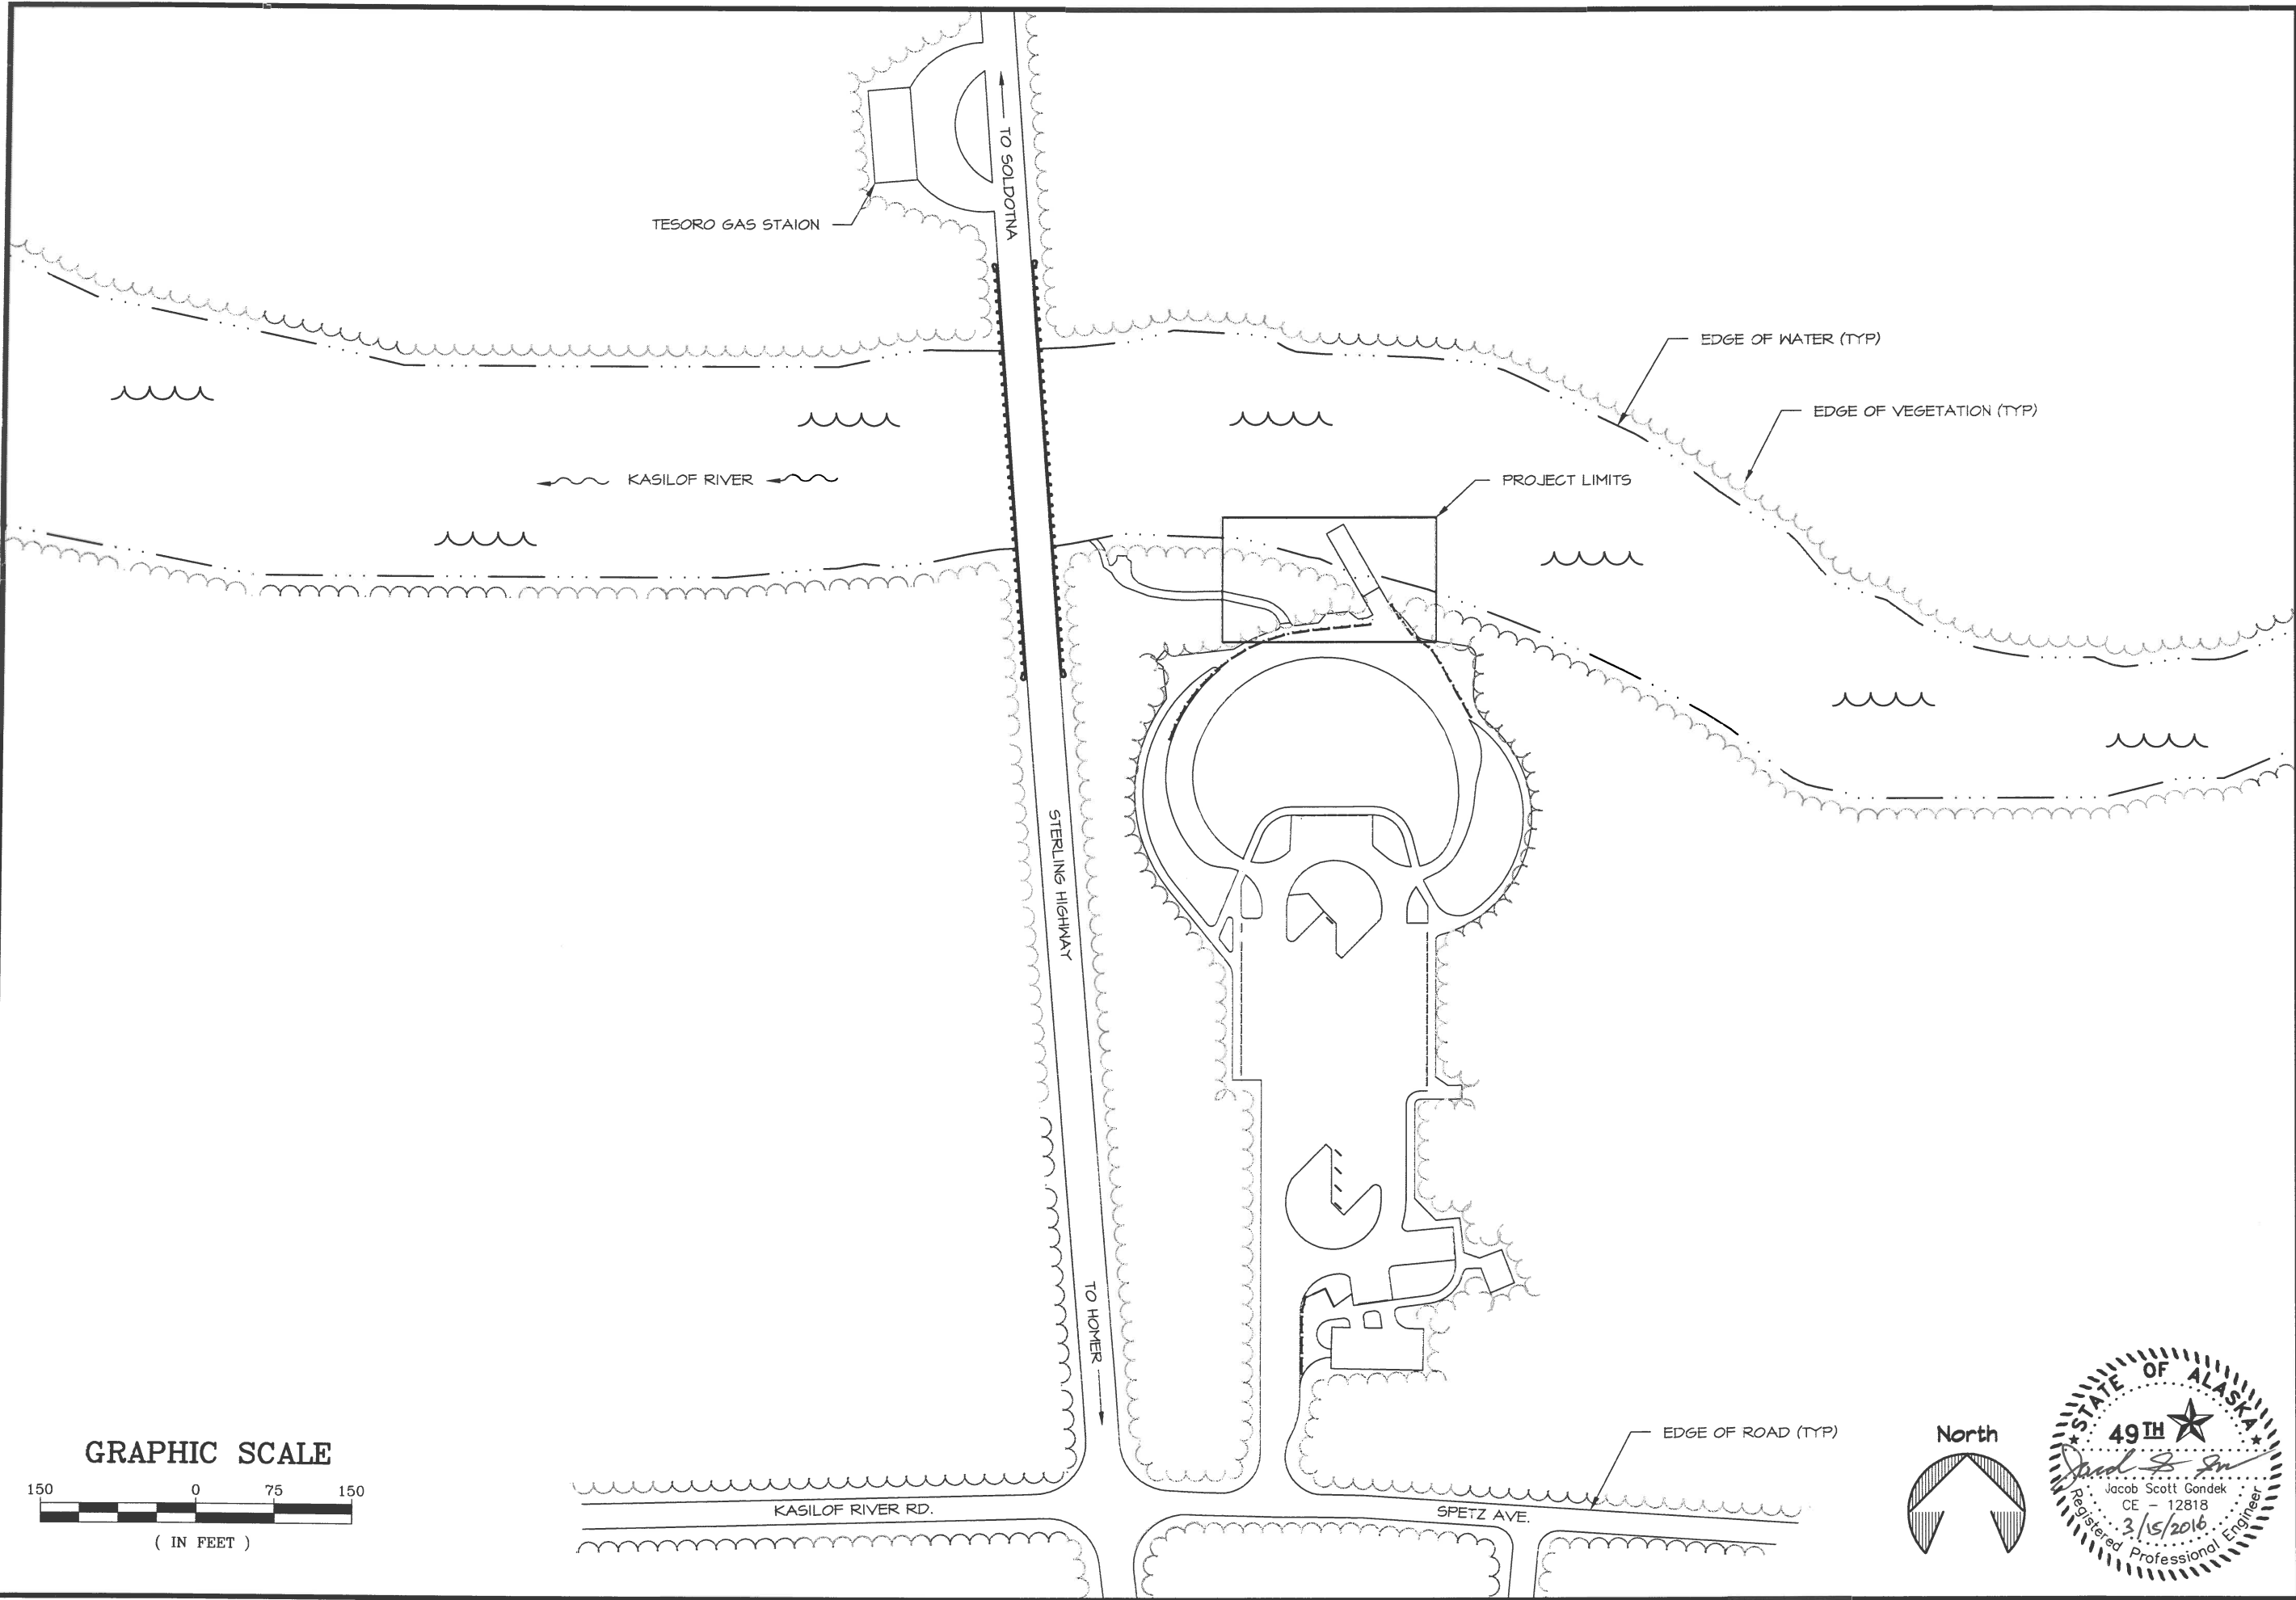 TO SOLDOTNA
TESORO GAS STAION
EDGE OF WATER (TYP)
EDGE OF VEGETATION (TYP)
KASILOF RIVER
PROJECT LIMITS
STERLING HIGHWAY
TO HOMER
EDGE OF ROAD (TYP)
KASILOF RIVER RD.
SPETZ AVE.
GRAPHIC SCALE
150 0 75 150
( IN FEET )
North
STATE OF ALASKA
49TH
Jacob Scott Gondek
CE - 12818
3/15/2016
Registered Professional Engineer